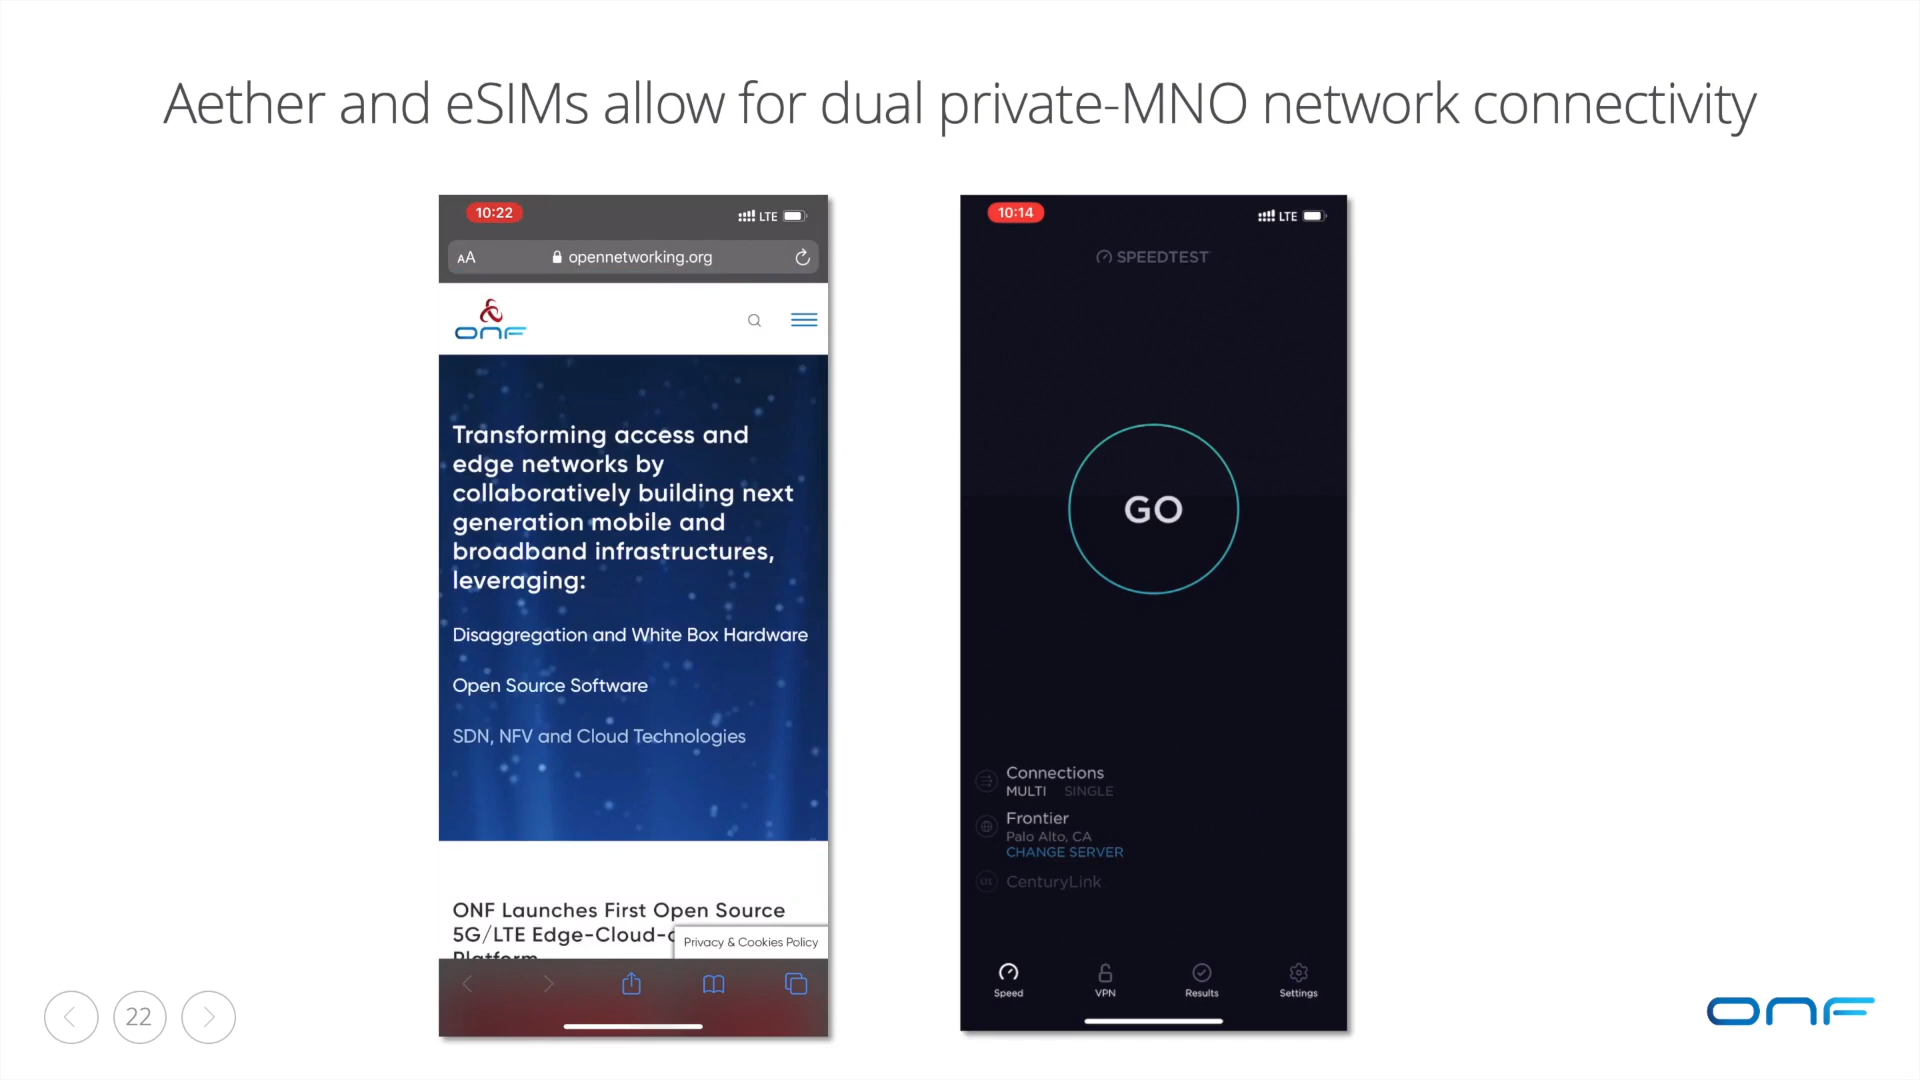 Aether and eSIMs allow for dual private-MNO network connectivity
10:22
LTE
AA
opennetworking.org
ONF
Transforming access and
edge networks by
collaboratively building next
generation mobile and
broadband infrastructures,
leveraging:
Disaggregation and White Box Hardware
Open Source Software
SDN, NFV and Cloud Technologies
ONF Launches First Open Source
5G/LTE Edge-Cloud-
Platform
Privacy & Cookies Policy
10:14
LTE
SPEEDTEST
GO
Connections
MULTI SINGLE
Frontier
Palo Alto, CA
CHANGE SERVER
LTE CenturyLink
Speed
VPN
Results
Settings
22
ONF